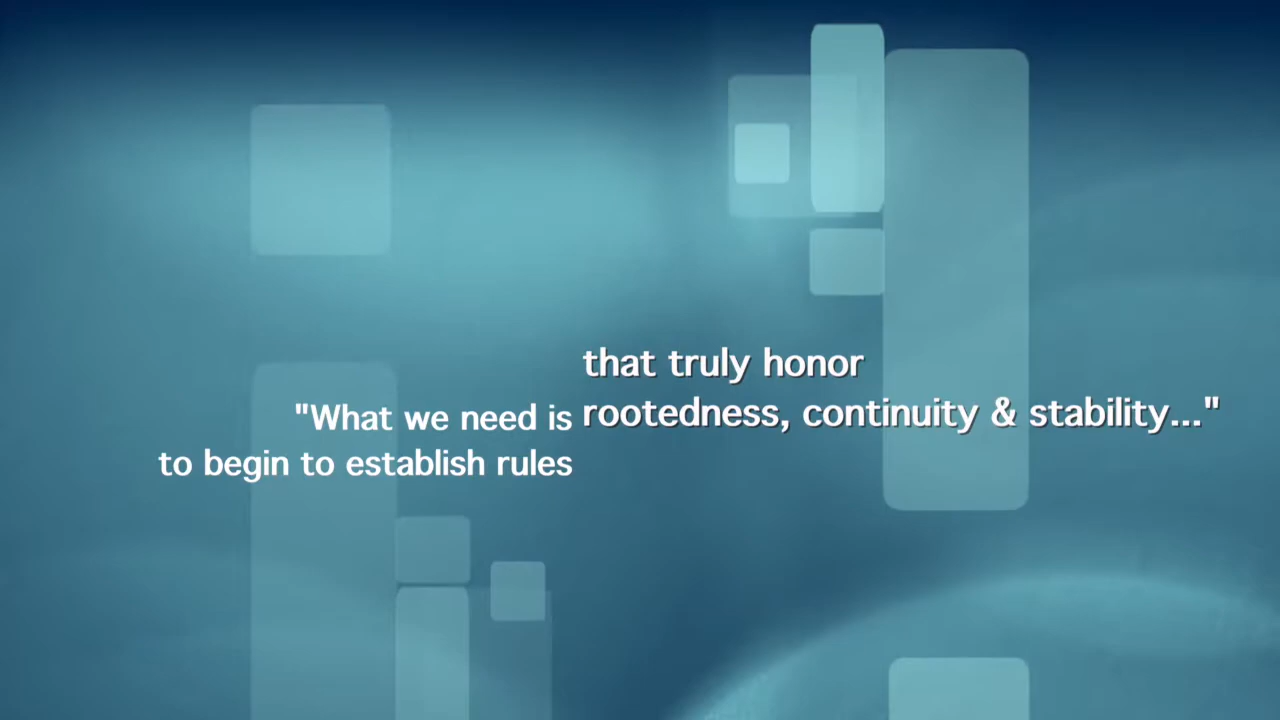 "What we need is
to begin to establish rules
that truly honor
rootedness, continuity & stability..."